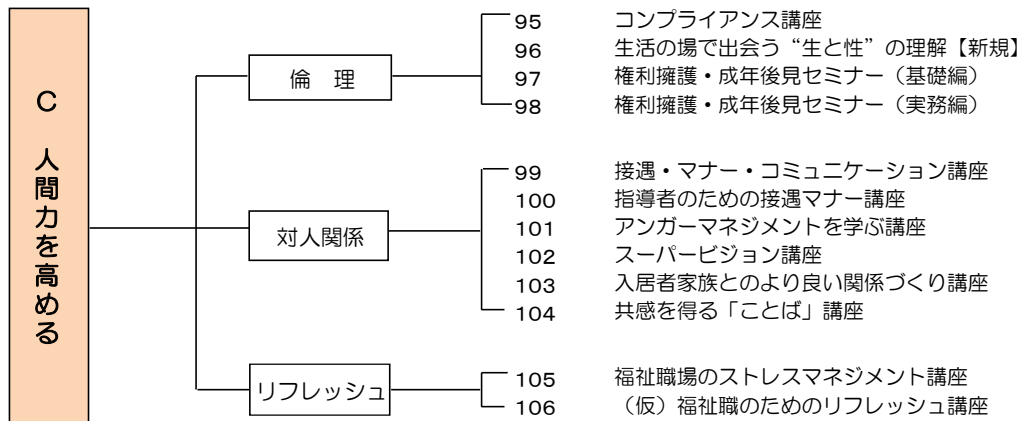 C 人間力を高める
倫　理
95 コンプライアンス講座
96 生活の場で出会う“生と性”の理解【新規】
97 権利擁護・成年後見セミナー（基礎編）
98 権利擁護・成年後見セミナー（実務編）
対人関係
99 接遇・マナー・コミュニケーション講座
100 指導者のための接遇マナー講座
101 アンガーマネジメントを学ぶ講座
102 スーパービジョン講座
103 入居者家族とのより良い関係づくり講座
104 共感を得る「ことば」講座
リフレッシュ
105 福祉職場のストレスマネジメント講座
106 （仮）福祉職のためのリフレッシュ講座